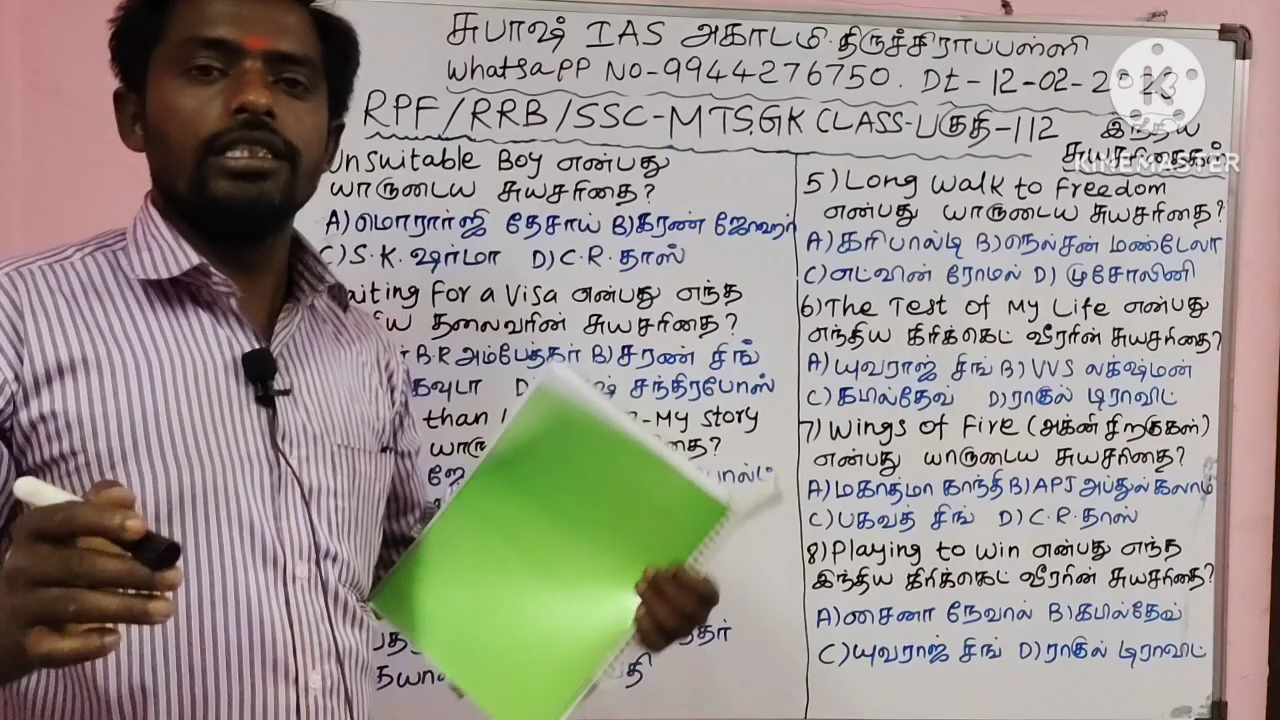 சுபாஷ் IAS அகாடமி. திருச்சிராப்பள்ளி
WhatsaPP No-9944276750. Dt-12-02-2023
RPF/RRB/SSC-MTS.GK CLASS-பகுதி-112
இந்திய
சுயசரிதைகள்
KINEMASTER
UnSuitable Boy என்பது
யாருடைய சுயசரிதை?
A) மொரார்ஜி தேசாய் B) கரண் ஜோஹர்
C) S.K. ஷர்மா D) C.R. தாஸ்
For a Visa என்பது எந்த
தலைவரின் சுயசரிதை?
B.R அம்பேத்கர் B) சரண் சிங்
சந்திரபோஸ்
than My Story
5) Long Walk to Freedom
என்பது யாருடைய சுயசரிதை?
A) கரிபால்டி B) நெல்சன் மண்டேலா
C) எட்வின் ரோமல் D) முசோலினி
6) The Test of My Life என்பது
எந்திய கிரிக்கெட் வீரரின் சுயசரிதை?
A) யுவராஜ் சிங் B) VVS லக்‌ஷ்மன்
C) கபில்தேவ் D) ராகுல் டிராவிட்
7) Wings of Fire (அக்னி சிறகுகள்)
என்பது யாருடைய சுயசரிதை?
A) மகாத்மா காந்தி B) APJ அப்துல் கலாம்
C) பகவத் சிங் D) C.R. தாஸ்
8) Playing to Win என்பது எந்த
இந்திய கிரிக்கெட் வீரரின் சுயசரிதை?
A) சைனா நேவால் B) கபில்தேவ்
C) யுவராஜ் சிங் D) ராகுல் டிராவிட்